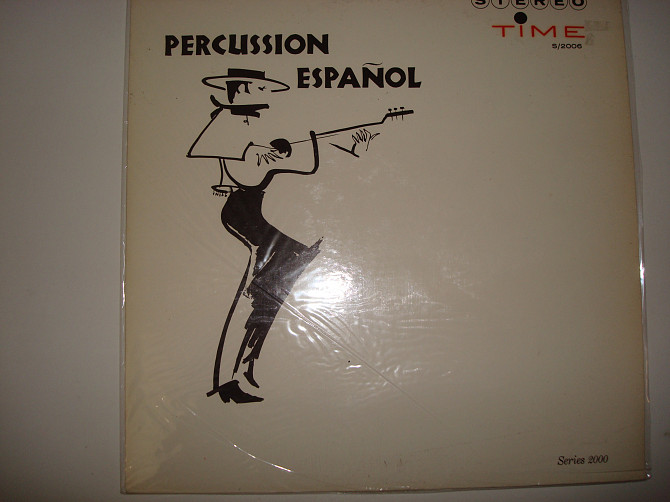 STEREO
TIME
S/2006
PERCUSSION
ESPAÑOL
Series 2000